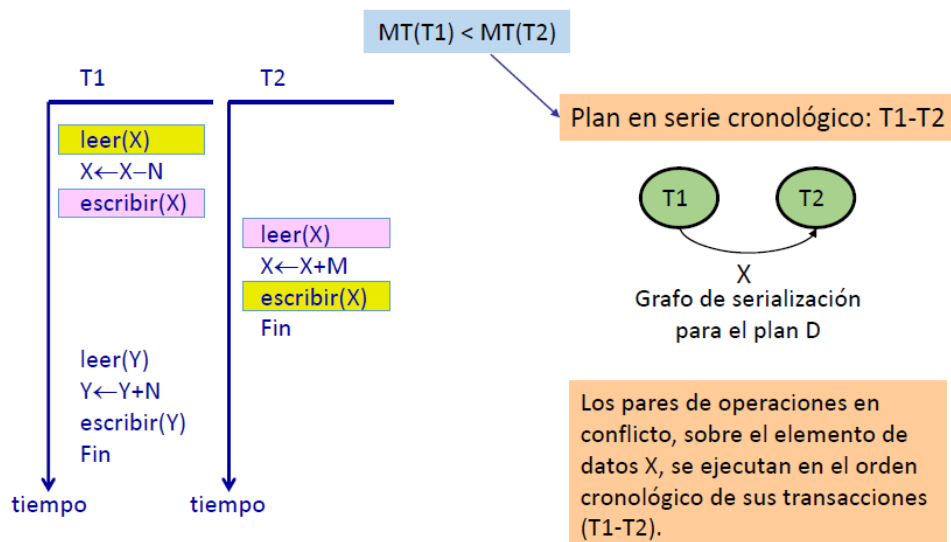 MT(T1) < MT(T2)
T1
T2
leer(X)
X←X−N
escribir(X)
leer(X)
X←X+M
escribir(X)
Fin
leer(Y)
Y←Y+N
escribir(Y)
Fin
tiempo
tiempo
Plan en serie cronológico: T1-T2
T1
T2
X
Grafo de serialización
para el plan D
Los pares de operaciones en
conflicto, sobre el elemento de
datos X, se ejecutan en el orden
cronológico de sus transacciones
(T1-T2).